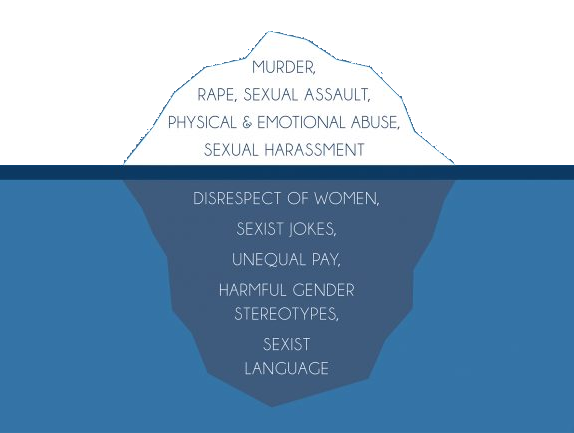 MURDER,
RAPE, SEXUAL ASSAULT,
PHYSICAL & EMOTIONAL ABUSE,
SEXUAL HARASSMENT
DISRESPECT OF WOMEN,
SEXIST JOKES,
UNEQUAL PAY,
HARMFUL GENDER
STEREOTYPES,
SEXIST
LANGUAGE